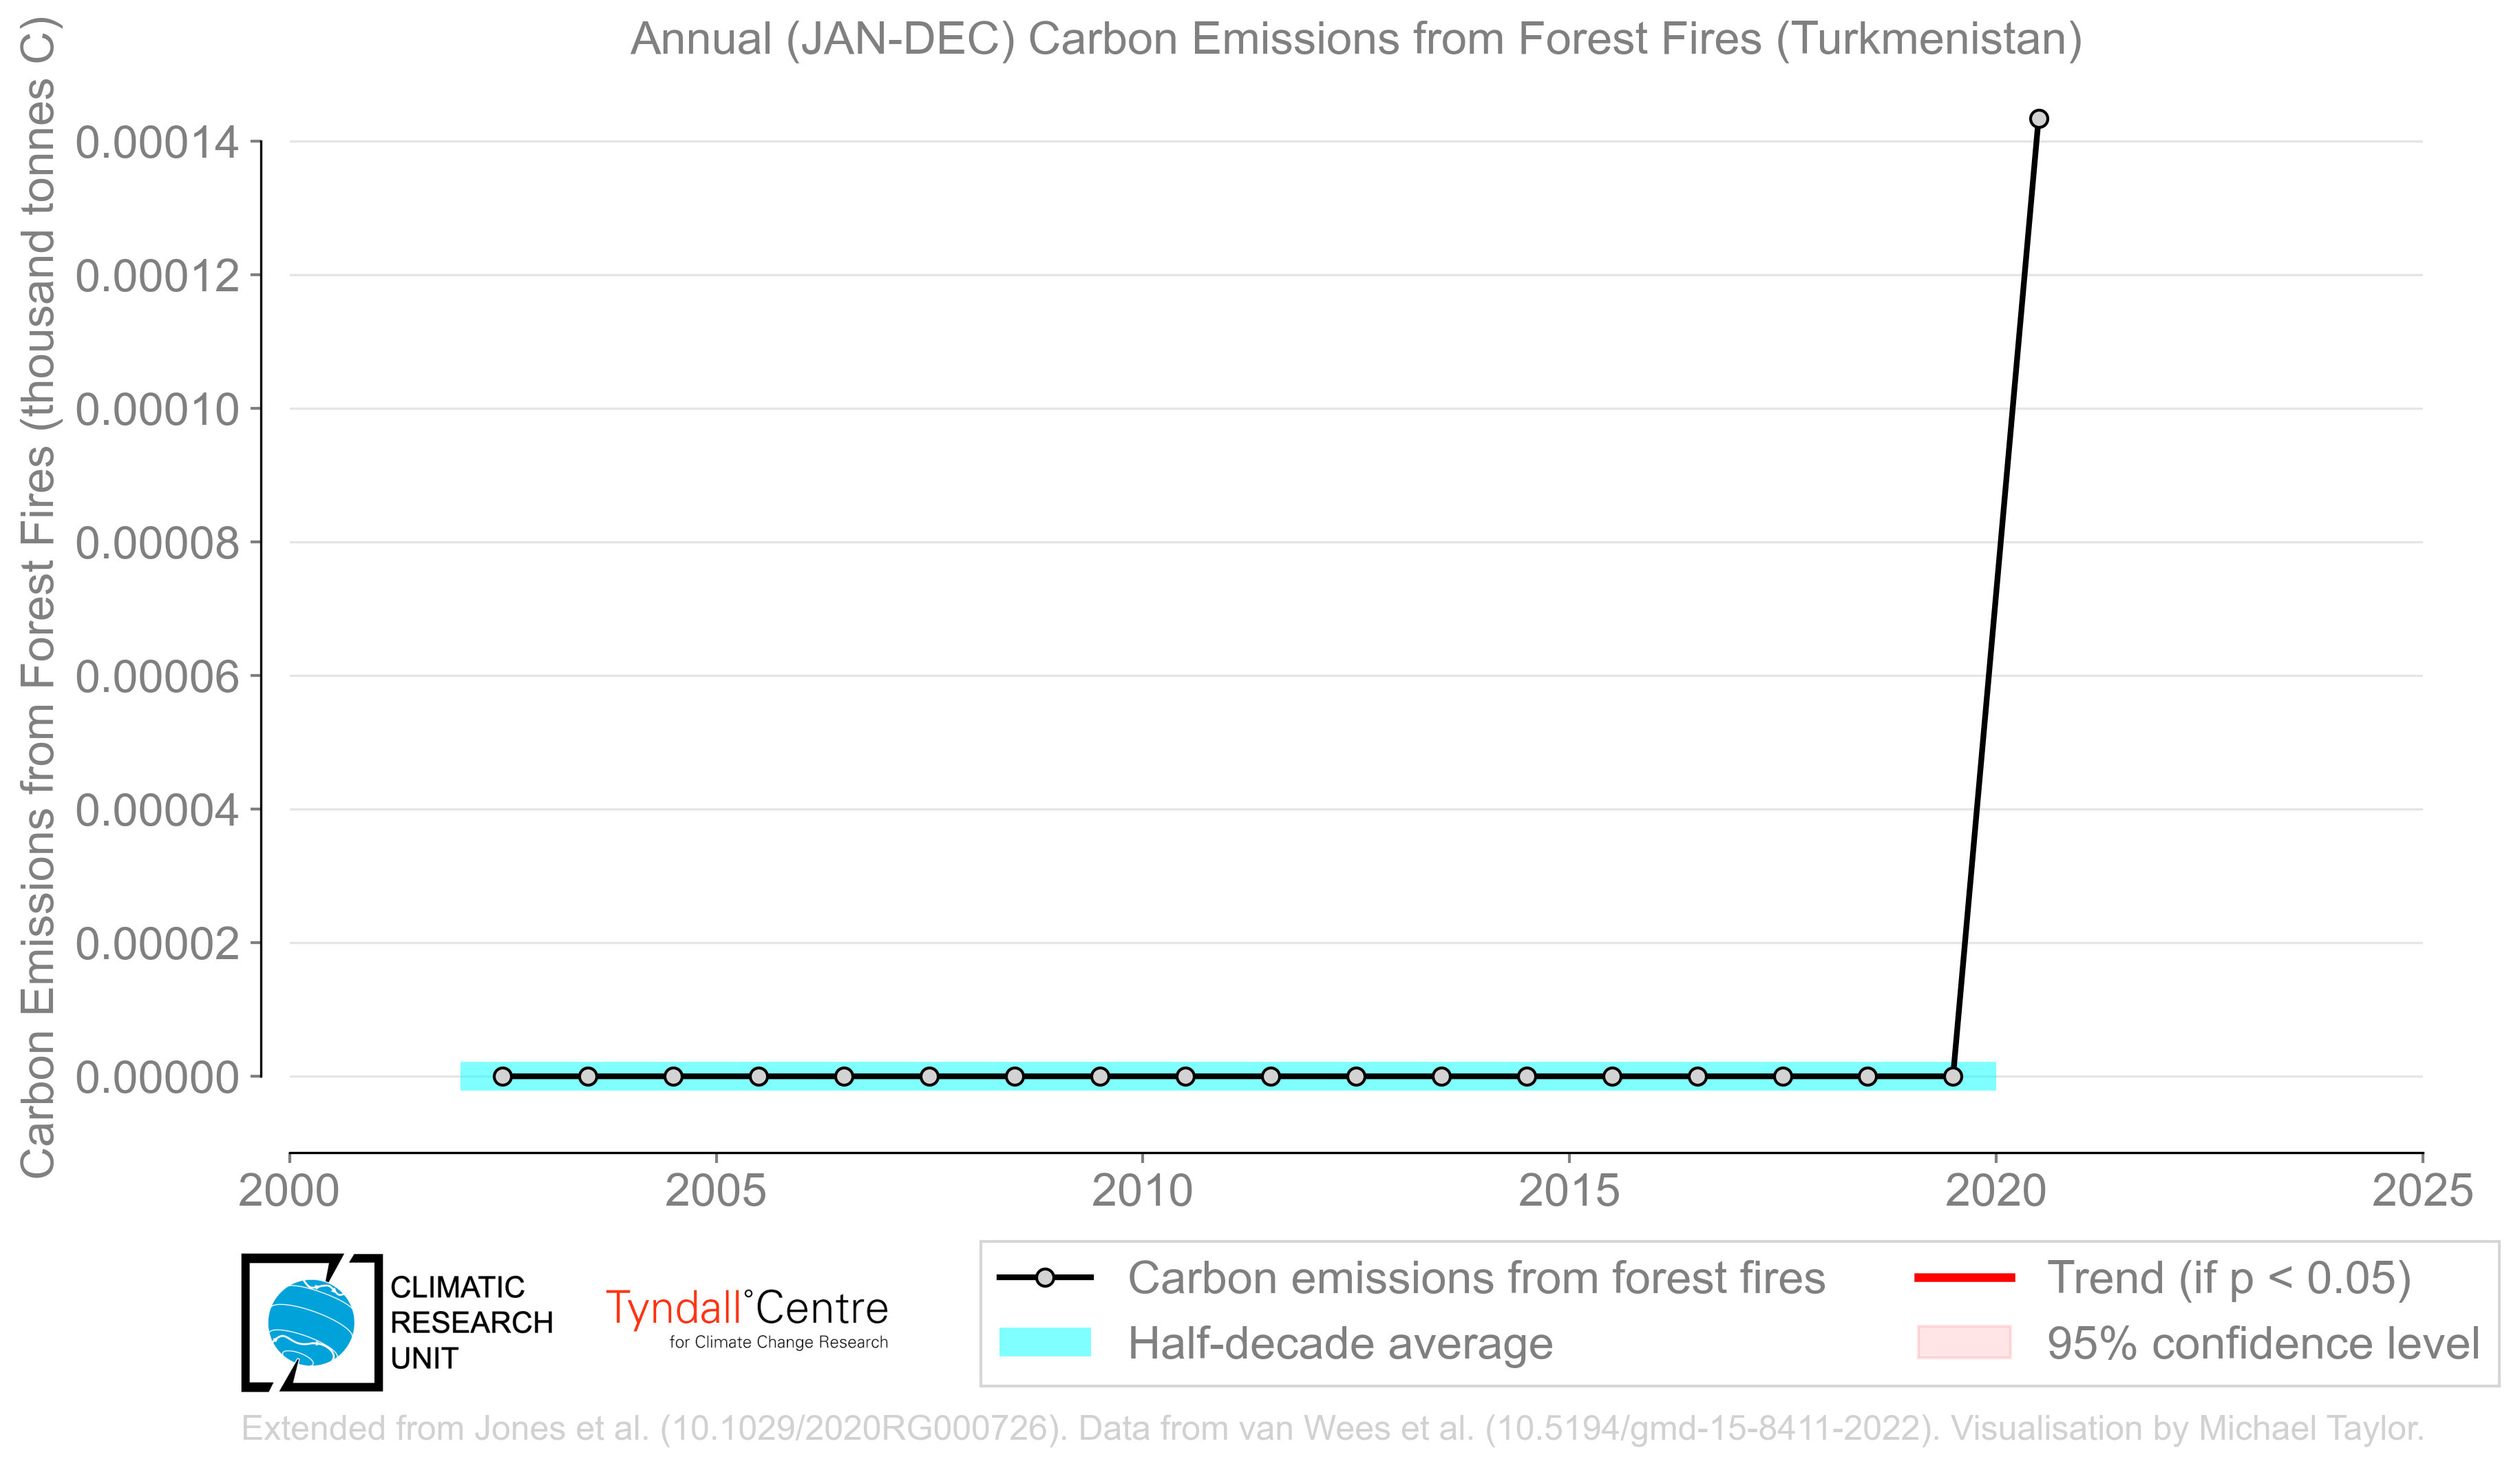 Annual (JAN-DEC) Carbon Emissions from Forest Fires (Turkmenistan)
Carbon Emissions from Forest Fires (thousand tonnes C)
0.00014
0.00012
0.00010
0.00008
0.00006
0.00004
0.00002
0.00000
2000 2005 2010 2015 2020 2025
CLIMATIC
RESEARCH
UNIT
Tyndall°Centre
for Climate Change Research
Carbon emissions from forest fires
Half-decade average
Trend (if p < 0.05)
95% confidence level
Extended from Jones et al. (10.1029/2020RG000726). Data from van Wees et al. (10.5194/gmd-15-8411-2022). Visualisation by Michael Taylor.